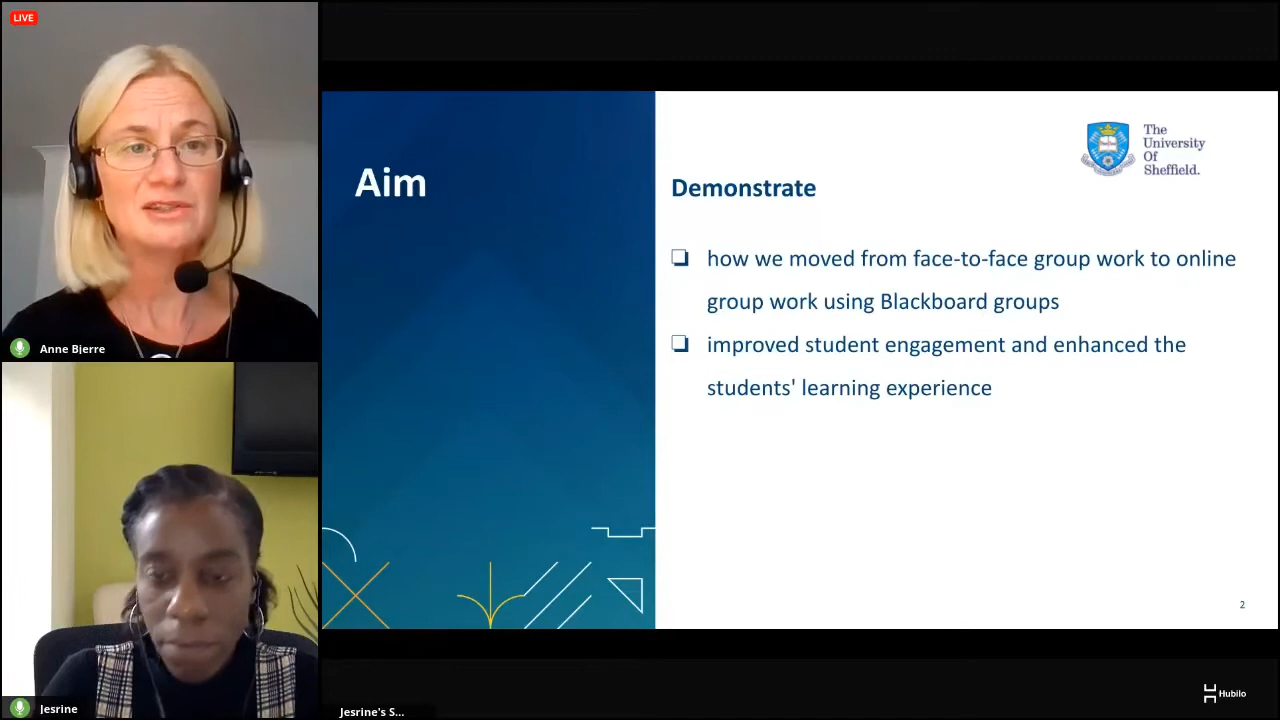 LIVE
Anne Bjerre
Jesrine
Aim
The
University
Of
Sheffield.
Demonstrate
how we moved from face-to-face group work to online
group work using Blackboard groups
improved student engagement and enhanced the
students' learning experience
2
Jesrine's S...
Hubilo